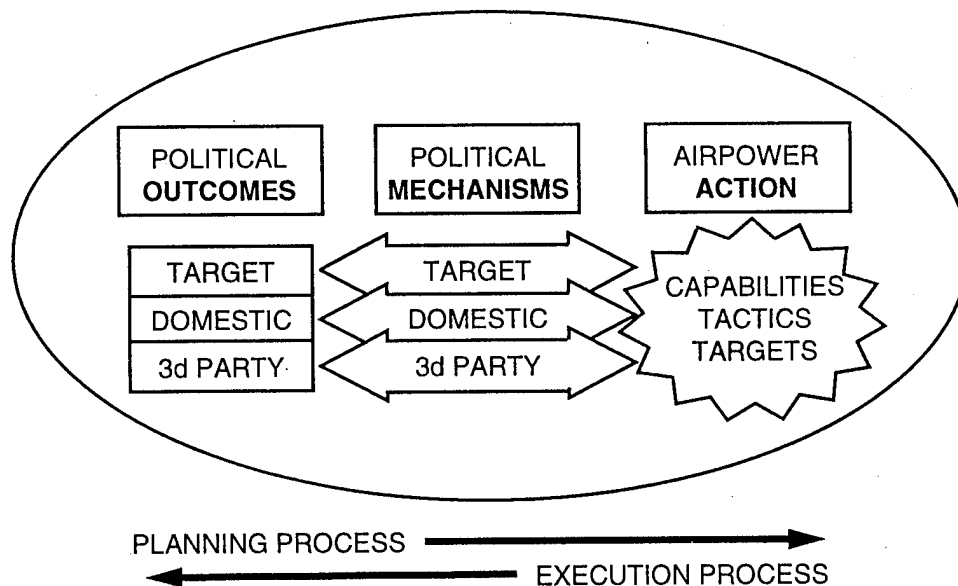 POLITICAL
OUTCOMES
POLITICAL
MECHANISMS
AIRPOWER
ACTION
TARGET
DOMESTIC
3d PARTY
TARGET
DOMESTIC
3d PARTY
CAPABILITIES
TACTICS
TARGETS
PLANNING PROCESS
EXECUTION PROCESS